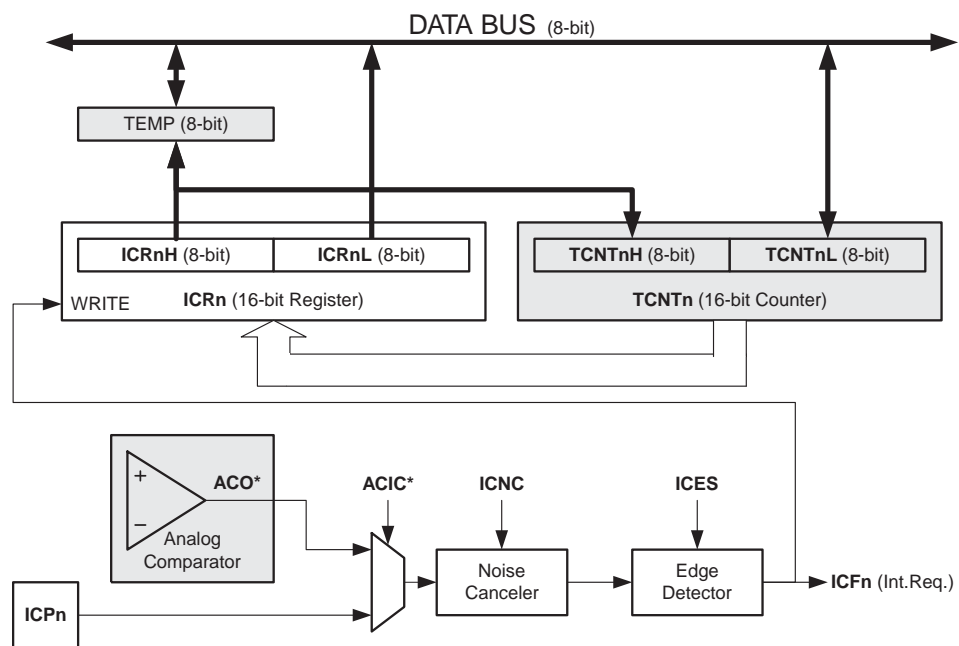 DATA BUS (8-bit)
TEMP (8-bit)
ICRnH (8-bit)
ICRnL (8-bit)
TCNTnH (8-bit)
TCNTnL (8-bit)
WRITE
ICRn (16-bit Register)
TCNTn (16-bit Counter)
+
−
ACO*
Analog
Comparator
ACIC*
ICNC
ICES
Noise
Canceler
Edge
Detector
ICFn (Int.Req.)
ICPn